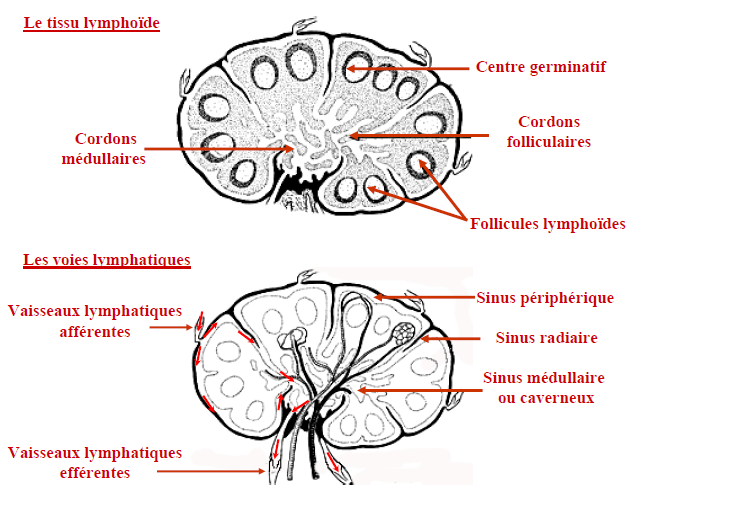 Le tissu lymphoïde
Centre germinatif
Cordons
folliculaires
Cordons
médullaires
Follicules lymphoïdes
Les voies lymphatiques
Sinus périphérique
Vaisseaux lymphatiques
afférentes
Sinus radiaire
Sinus médullaire
ou caverneux
Vaisseaux lymphatiques
efférentes